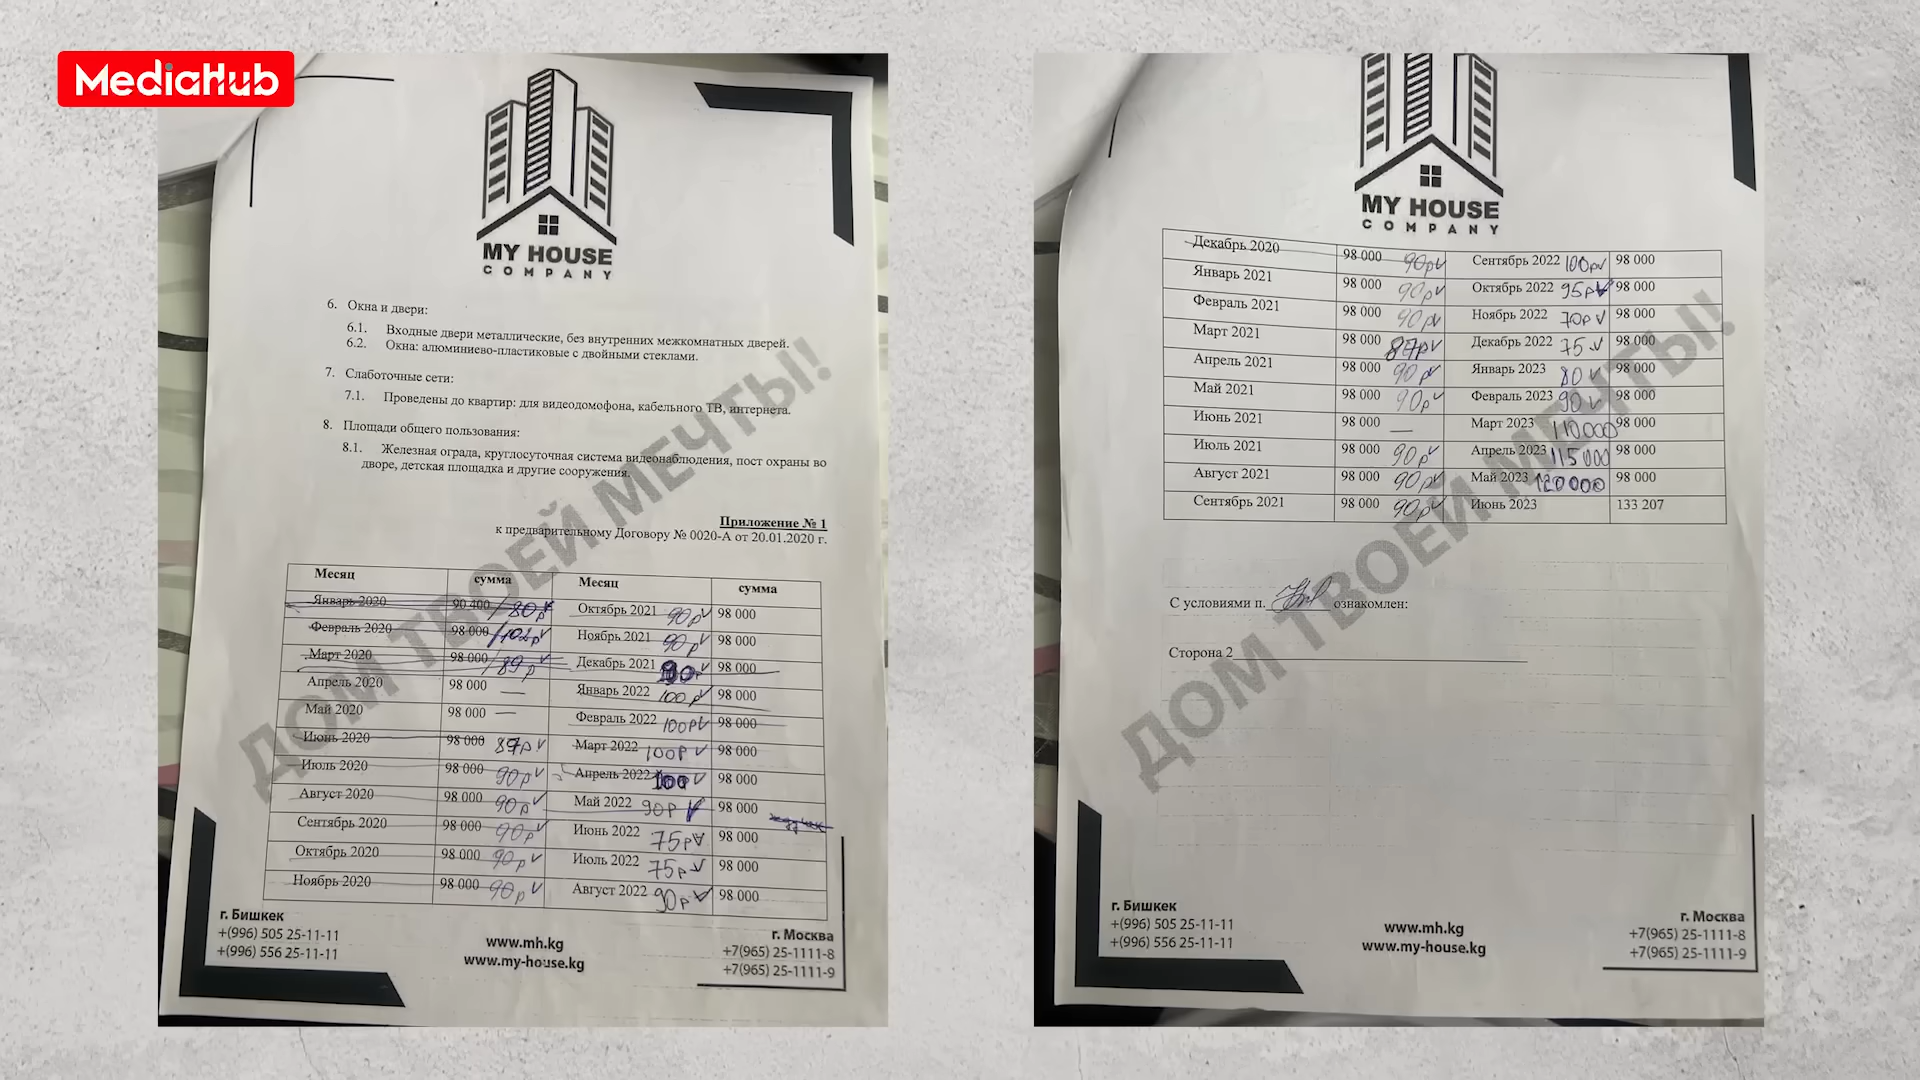 MediaHub
MY HOUSE
COMPANY
6. Окна и двери:
6.1. Входные двери металлические, без внутренних межкомнатных дверей.
6.2. Окна: алюминиево-пластиковые с двойными стеклами.
7. Слаботочные сети:
7.1. Проведены до квартир: для видеодомофона, кабельного ТВ, интернета.
8. Площади общего пользования:
8.1. Железная ограда, круглосуточная система видеонаблюдения, пост охраны во
дворе, детская площадка и другие сооружения.
Приложение № 1
к предварительному Договору № 0020-А от 20.01.2020 г.
Месяц сумма Месяц сумма
Январь 2020 90 400 / 80р Октябрь 2021 90р 98 000
Февраль 2020 98 000 / 102р Ноябрь 2021 90р 98 000
Март 2020 98 000 / 89р Декабрь 2021 90р 98 000
Апрель 2020 98 000 — Январь 2022 100р 98 000
Май 2020 98 000 — Февраль 2022 100р 98 000
Июнь 2020 98 000 87р Март 2022 100р 98 000
Июль 2020 98 000 90р Апрель 2022 100 98 000
Август 2020 98 000 90р Май 2022 90р 98 000
Сентябрь 2020 98 000 90р Июнь 2022 75р 98 000
Октябрь 2020 98 000 90р Июль 2022 75р 98 000
Ноябрь 2020 98 000 90р Август 2022 90р 98 000
ДОМ ТВОЕЙ МЕЧТЫ!
г. Бишкек
+(996) 505 25-11-11
+(996) 556 25-11-11
www.mh.kg
www.my-house.kg
г. Москва
+7(965) 25-1111-8
+7(965) 25-1111-9
MY HOUSE
COMPANY
Декабрь 2020 98 000 90р Сентябрь 2022 100р 98 000
Январь 2021 98 000 90р Октябрь 2022 95р 98 000
Февраль 2021 98 000 90р Ноябрь 2022 70р 98 000
Март 2021 98 000 87р Декабрь 2022 75 98 000
Апрель 2021 98 000 90р Январь 2023 80 98 000
Май 2021 98 000 90р Февраль 2023 90 98 000
Июнь 2021 98 000 — Март 2023 110000 98 000
Июль 2021 98 000 90р Апрель 2023 115000 98 000
Август 2021 98 000 90р Май 2023 120000 98 000
Сентябрь 2021 98 000 90р Июнь 2023 133 207
С условиями п. ознакомлен:
Сторона 2
ДОМ ТВОЕЙ МЕЧТЫ!
г. Бишкек
+(996) 505 25-11-11
+(996) 556 25-11-11
www.mh.kg
www.my-house.kg
г. Москва
+7(965) 25-1111-8
+7(965) 25-1111-9